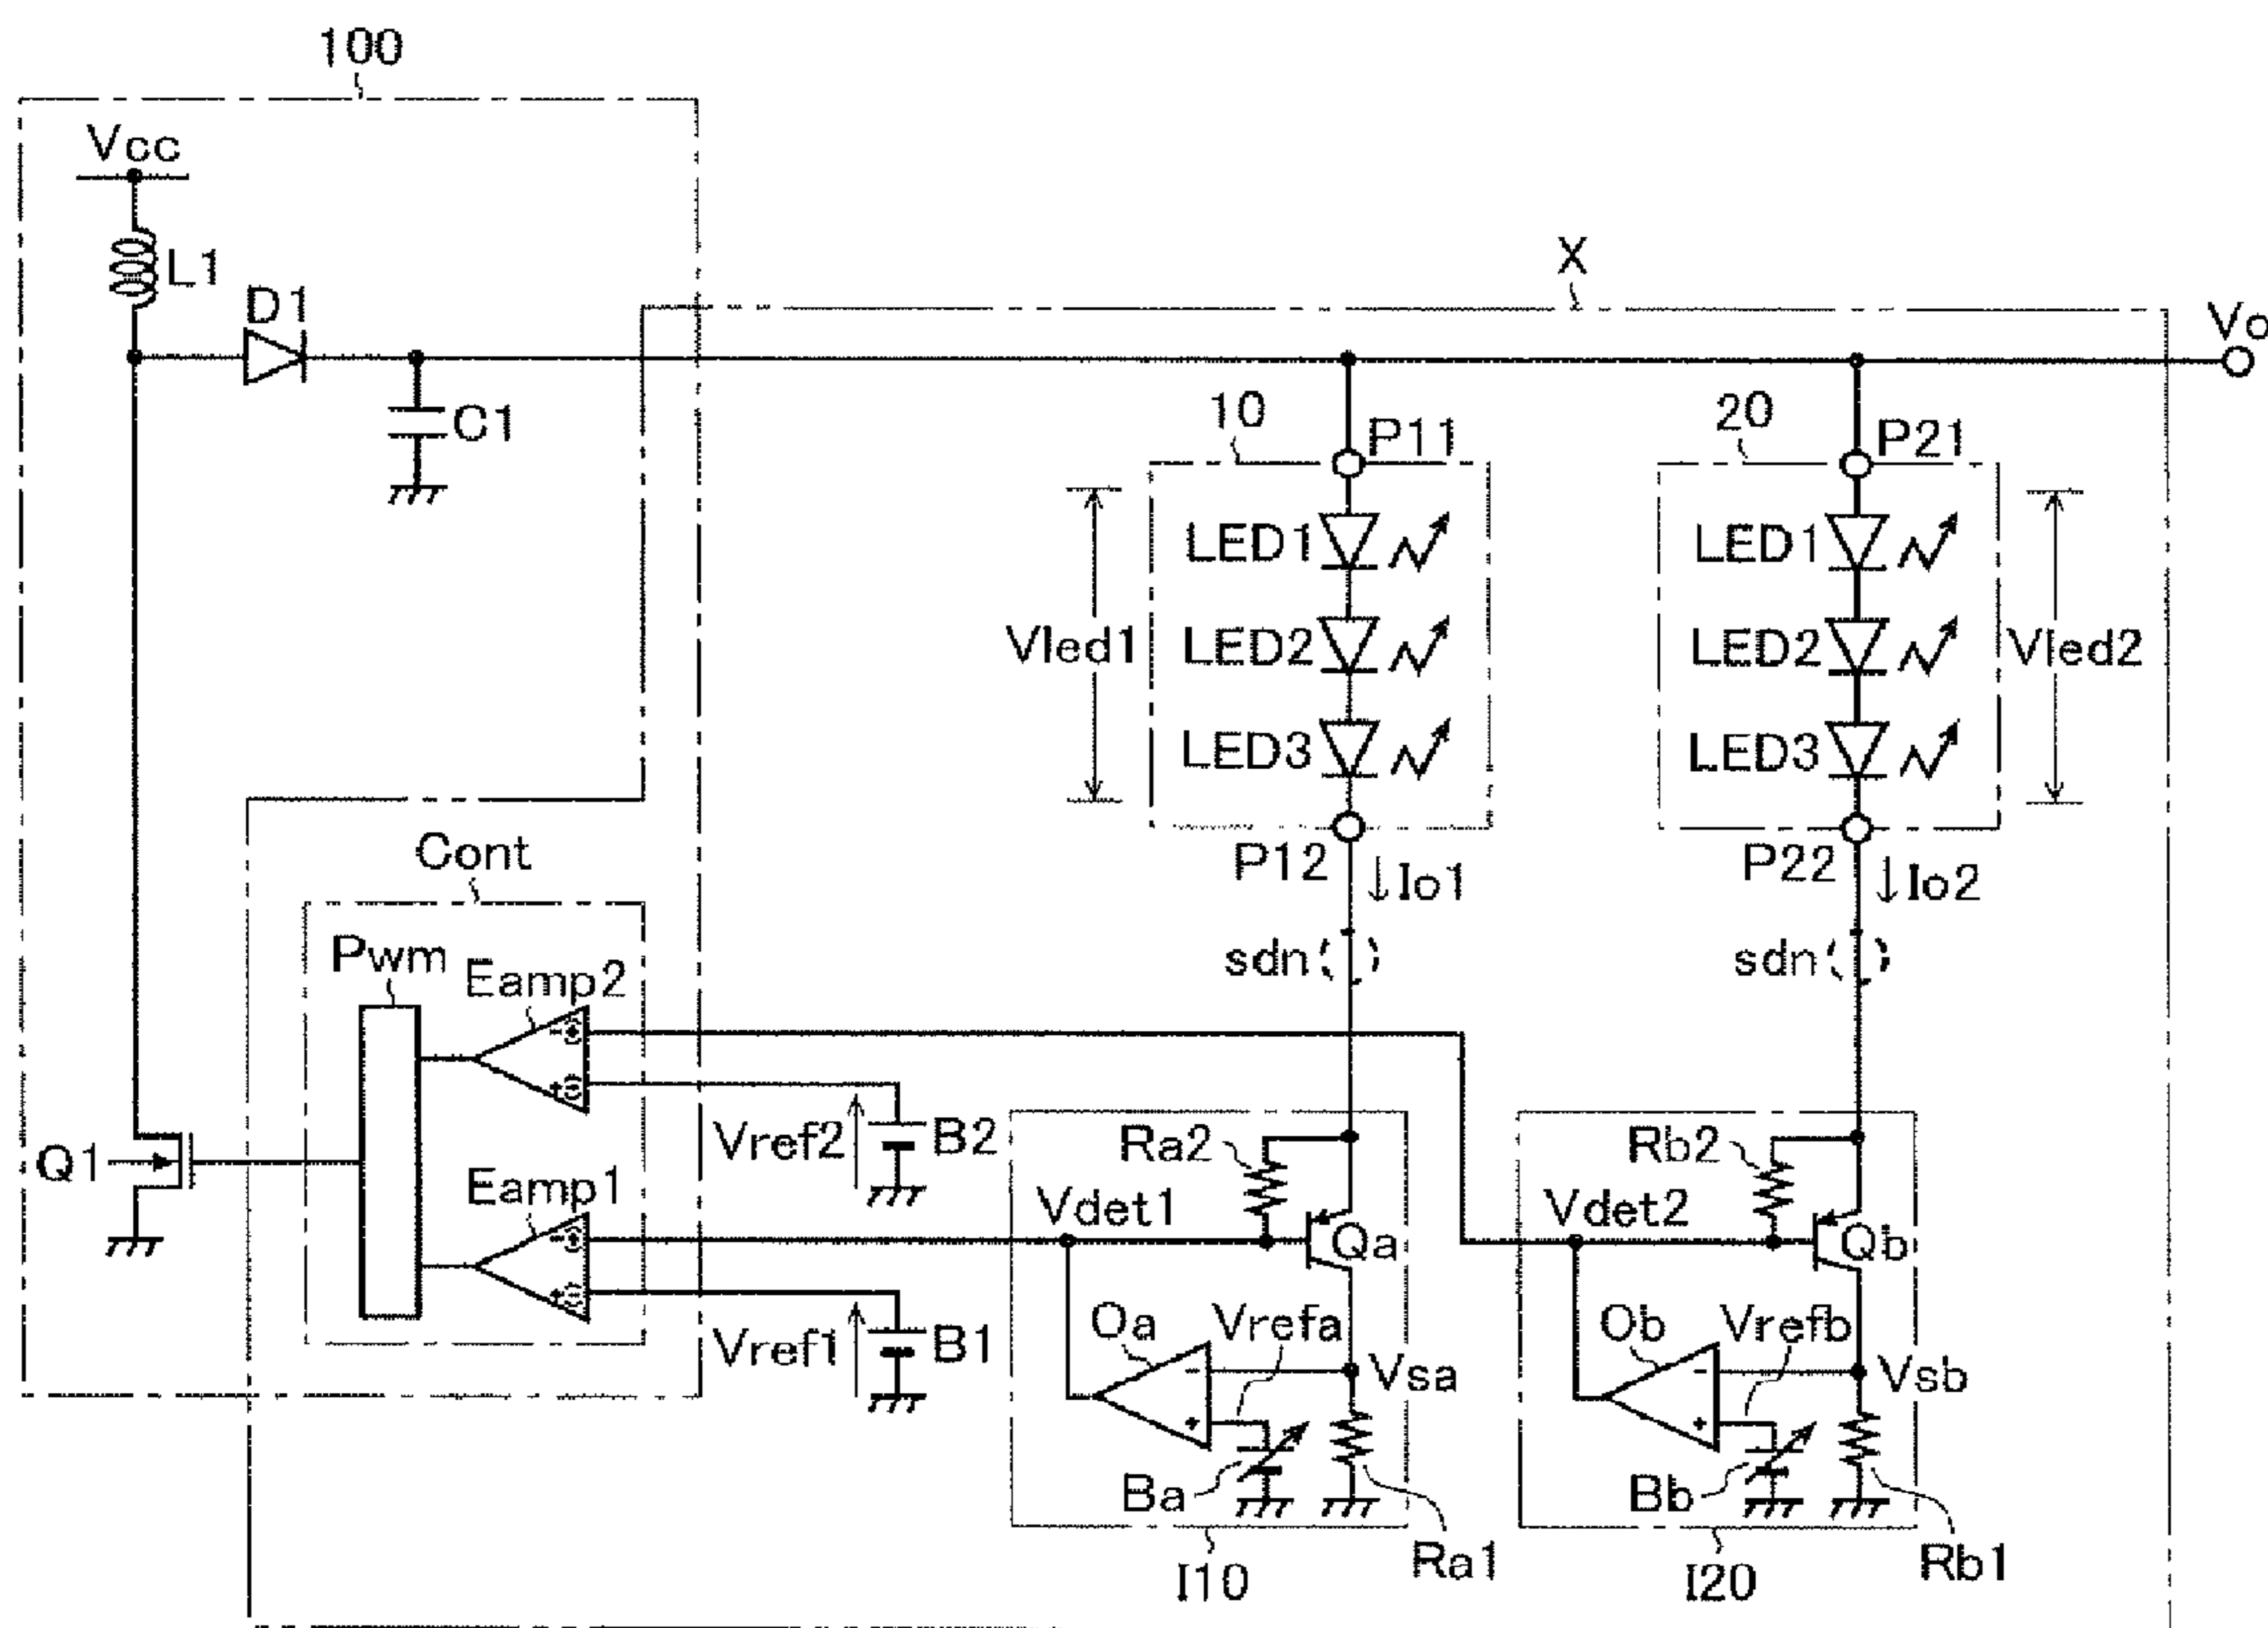 100
Vcc
L1
D1
C1
X
Vo
10
P11
20
P21
LED1
LED1
Vled1
LED2
LED2
Vled2
LED3
LED3
P12
Io1
P22
Io2
Cont
sdn
sdn
Pwm
Eamp2
- (+)
+ (-)
Vref2
B2
Q1
Eamp1
- (+)
+ (-)
Vref1
B1
Ra2
Rb2
Vdet1
Vdet2
Qa
Qb
Oa
Vrefa
Ob
Vrefb
-
Vsa
-
Vsb
+
+
Ba
Bb
Ra1
Rb1
I10
I20